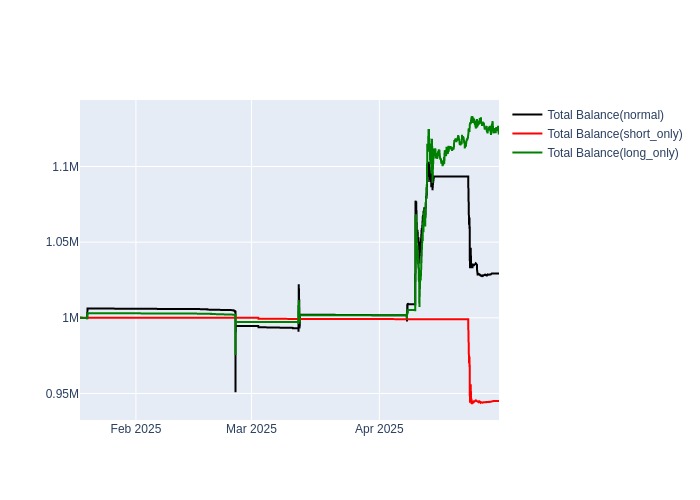 Total Balance(normal)
Total Balance(short_only)
Total Balance(long_only)
1.1M
1.05M
1M
0.95M
Feb 2025
Mar 2025
Apr 2025